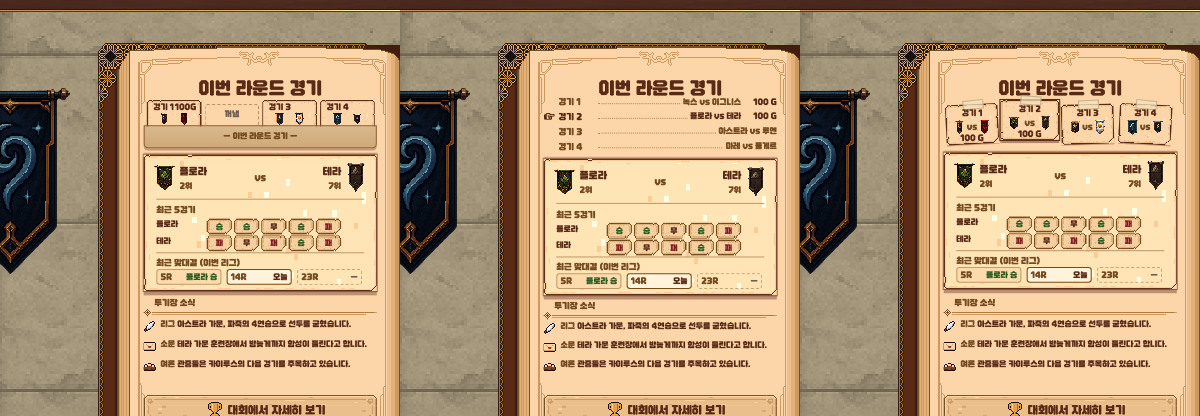 이번 라운드 경기
경기 1 100G
개념
경기 3
경기 4
— 이번 라운드 경기 —
플로라
2위
vs
테라
7위
최근 5경기
플로라 승 승 무 승 패
테라 패 무 패 승 패
최근 맞대결 (이번 리그)
5R 플로라 승
14R 오늘
23R —
투기장 소식
리그 아스트라 가문, 파죽의 4연승으로 선두를 굳혔습니다.
소문 테라 가문 훈련장에서 밤늦게까지 함성이 들린다고 합니다.
여론 관중들은 카이루스의 다음 경기를 주목하고 있습니다.
대회에서 자세히 보기
이번 라운드 경기
경기 1 녹스 vs 이그니스 100 G
경기 2 플로라 vs 테라 100 G
경기 3 아스트라 vs 루멘
경기 4 마레 vs 풀게르
플로라
2위
vs
테라
7위
최근 5경기
플로라 승 승 무 승 패
테라 패 무 패 승 패
최근 맞대결 (이번 리그)
5R 플로라 승
14R 오늘
23R —
투기장 소식
리그 아스트라 가문, 파죽의 4연승으로 선두를 굳혔습니다.
소문 테라 가문 훈련장에서 밤늦게까지 함성이 들린다고 합니다.
여론 관중들은 카이루스의 다음 경기를 주목하고 있습니다.
대회에서 자세히 보기
이번 라운드 경기
경기 1
vs
100 G
경기 2
vs
100 G
경기 3
vs
경기 4
vs
플로라
2위
vs
테라
7위
최근 5경기
플로라 승 승 무 승 패
테라 패 무 패 승 패
최근 맞대결 (이번 리그)
5R 플로라 승
14R 오늘
23R —
투기장 소식
리그 아스트라 가문, 파죽의 4연승으로 선두를 굳혔습니다.
소문 테라 가문 훈련장에서 밤늦게까지 함성이 들린다고 합니다.
여론 관중들은 카이루스의 다음 경기를 주목하고 있습니다.
대회에서 자세히 보기